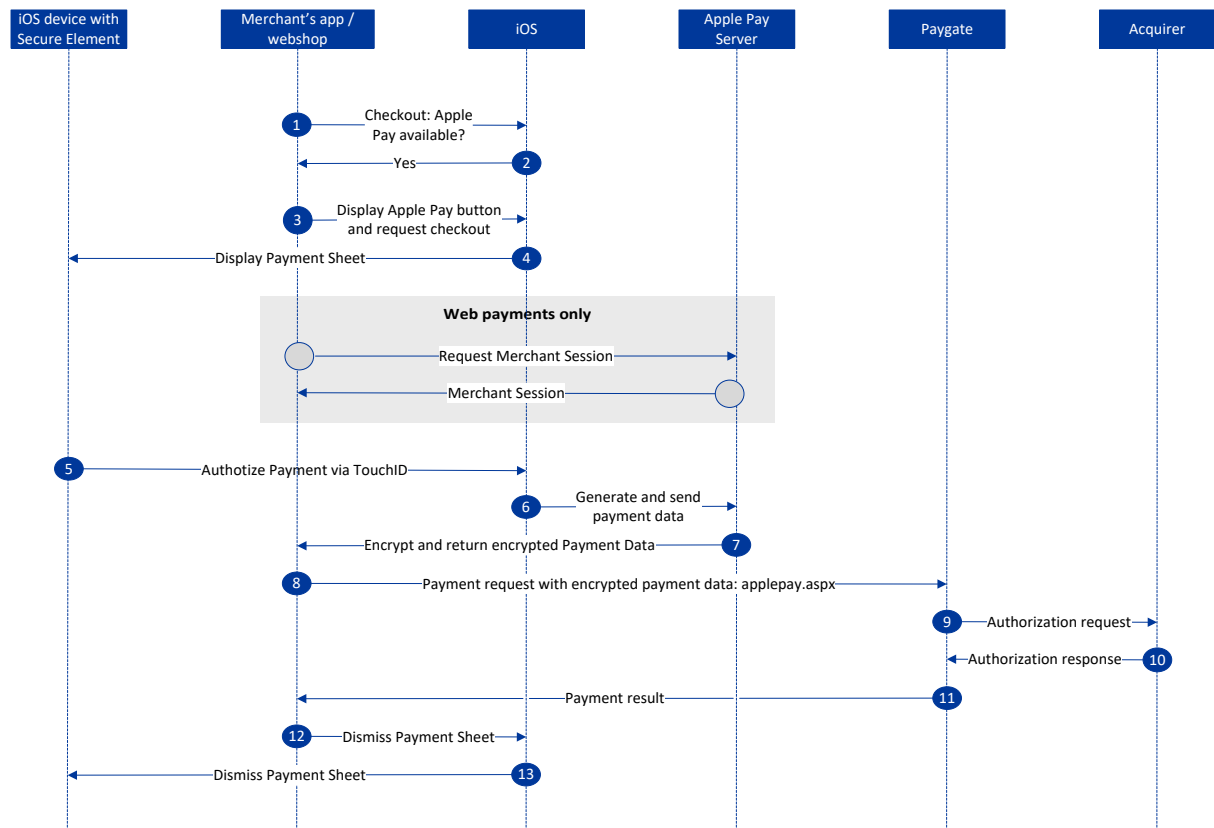 iOS device with
Secure Element
Merchant's app /
webshop
iOS
Apple Pay
Server
Paygate
Acquirer
1
Checkout: Apple
Pay available?
Yes
2
3
Display Apple Pay button
and request checkout
Display Payment Sheet
4
Web payments only
Request Merchant Session
Merchant Session
5
Authotize Payment via TouchID
6
Generate and send
payment data
Encrypt and return encrypted Payment Data
7
8
Payment request with encrypted payment data: applepay.aspx
9
Authorization request
Authorization response
10
Payment result
11
12
Dismiss Payment Sheet
Dismiss Payment Sheet
13